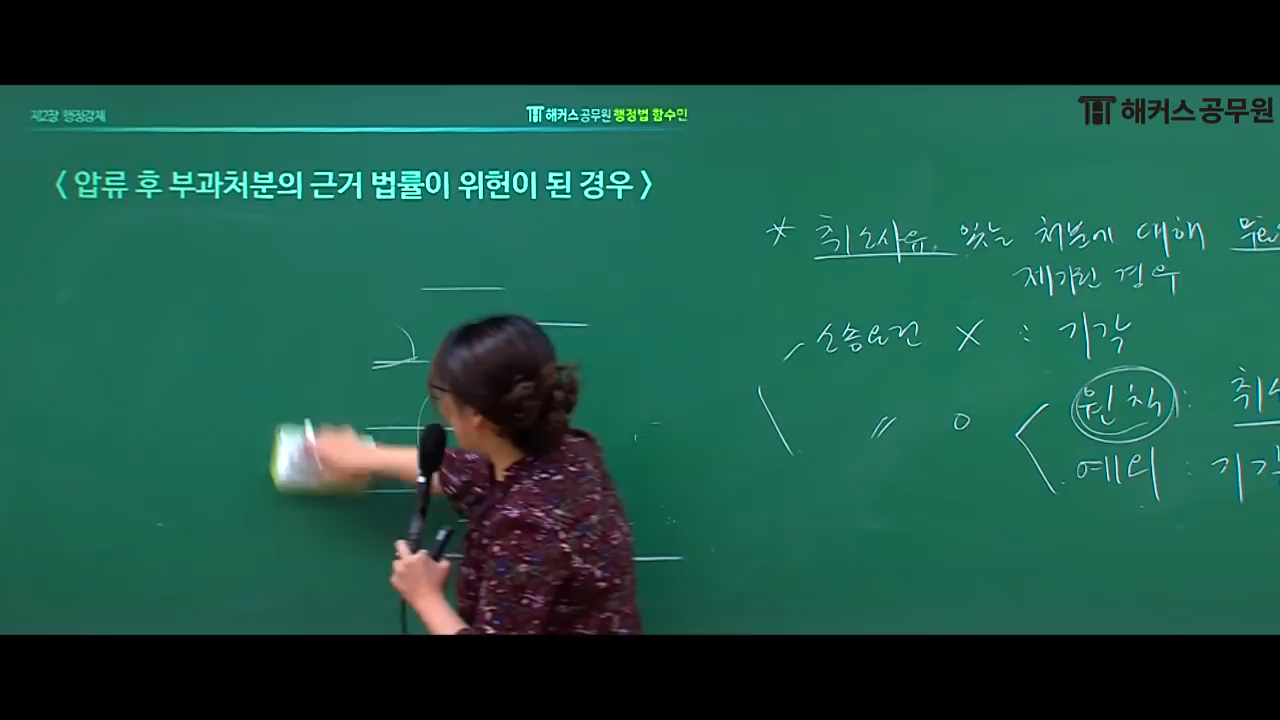 제2장 행정강제
해커스공무원 행정법 함수민
해커스공무원
< 압류 후 부과처분의 근거 법률이 위헌이 된 경우 >
* 취소사유 있는 처분에 대해
제기된 경우
소송요건 X : 기각
〃 O
원칙 :
예외 :